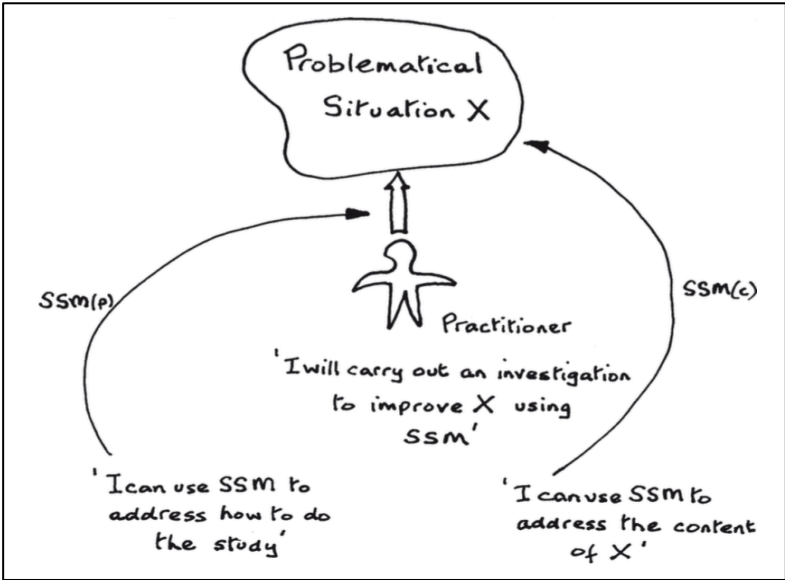 Problematical
Situation X
SSM(p)
SSM(c)
Practitioner
'I will carry out an investigation
to improve X using
SSM'
'I can use SSM to
address how to do
the study'
'I can use SSM to
address the content
of X'